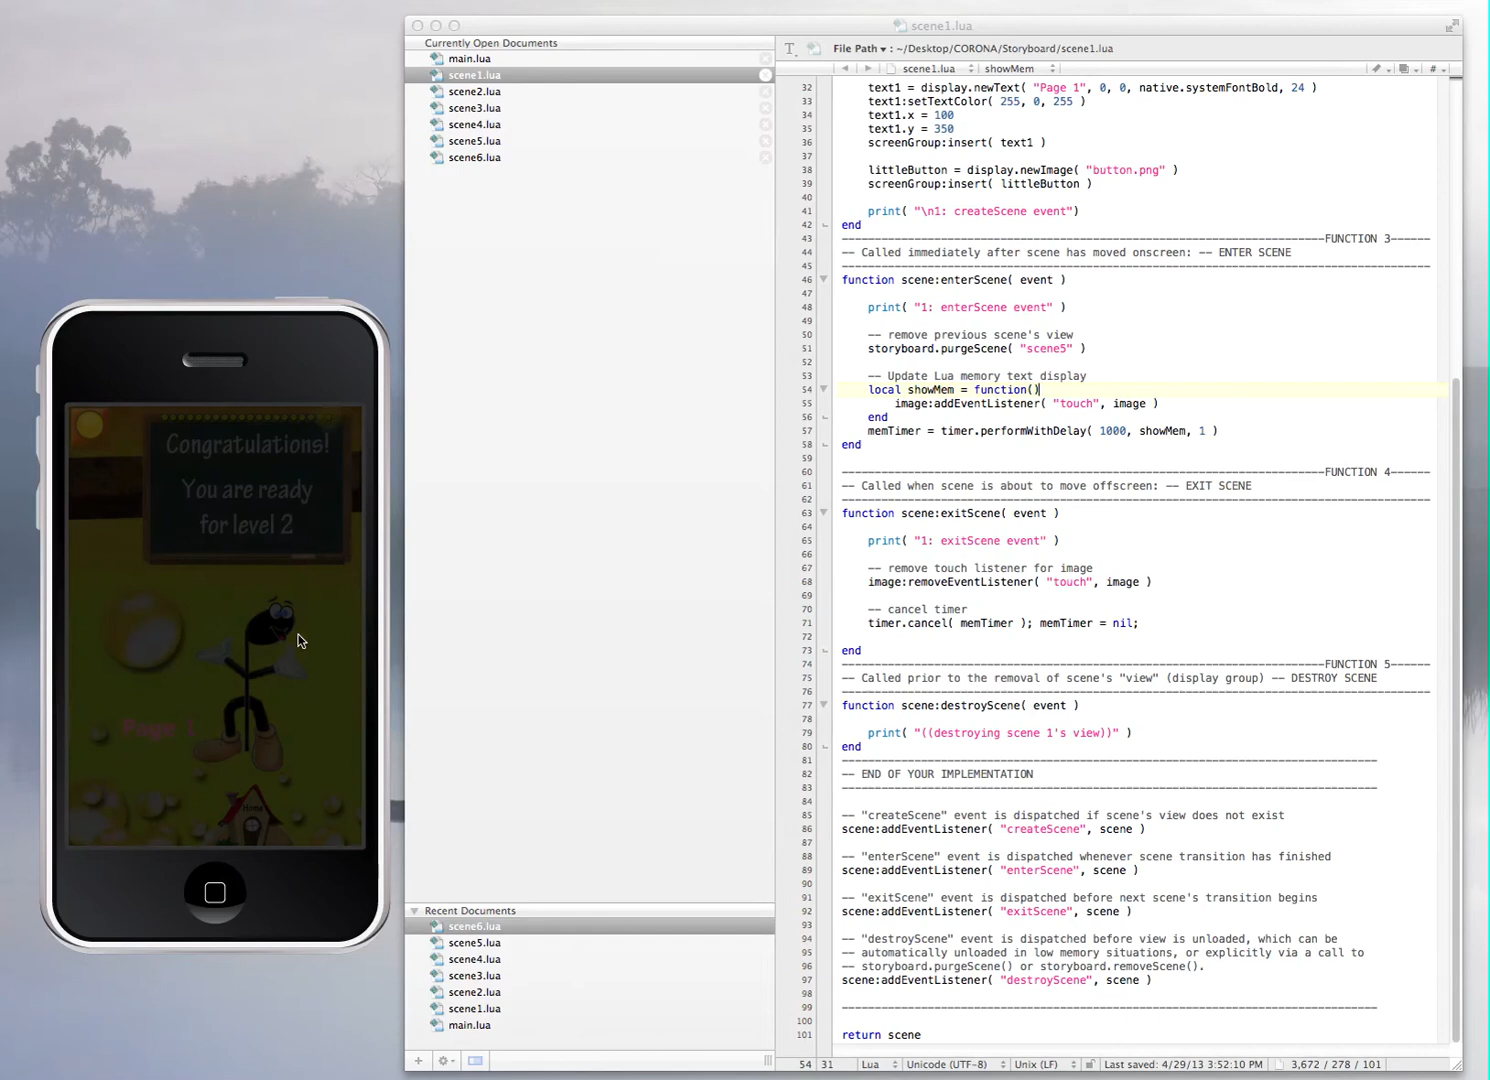 scene1.lua
Currently Open Documents
main.lua
scene1.lua
scene2.lua
scene3.lua
scene4.lua
scene5.lua
scene6.lua
File Path ▾ : ~/Desktop/CORONA/Storyboard/scene1.lua
scene1.lua showMem #
32 text1 = display.newText( "Page 1", 0, 0, native.systemFontBold, 24 )
33 text1:setTextColor( 255, 0, 255 )
34 text1.x = 100
35 text1.y = 350
36 screenGroup:insert( text1 )
37
38 littleButton = display.newImage( "button.png" )
39 screenGroup:insert( littleButton )
40
41 print( "\n1: createScene event")
42 end
43 -------------------------------------------------------------------------FUNCTION 3------
44 -- Called immediately after scene has moved onscreen: -- ENTER SCENE
45 -----------------------------------------------------------------------------------------
46 function scene:enterScene( event )
47
48 print( "1: enterScene event" )
49
50 -- remove previous scene's view
51 storyboard.purgeScene( "scene5" )
52
53 -- Update Lua memory text display
54 local showMem = function()
55 image:addEventListener( "touch", image )
56 end
57 memTimer = timer.performWithDelay( 1000, showMem, 1 )
58 end
59
60 -------------------------------------------------------------------------FUNCTION 4------
61 -- Called when scene is about to move offscreen: -- EXIT SCENE
62 -----------------------------------------------------------------------------------------
63 function scene:exitScene( event )
64
65 print( "1: exitScene event" )
66
67 -- remove touch listener for image
68 image:removeEventListener( "touch", image )
69
70 -- cancel timer
71 timer.cancel( memTimer ); memTimer = nil;
72
73 end
74 -------------------------------------------------------------------------FUNCTION 5------
75 -- Called prior to the removal of scene's "view" (display group) -- DESTROY SCENE
76 -----------------------------------------------------------------------------------------
77 function scene:destroyScene( event )
78
79 print( "((destroying scene 1's view))" )
80 end
81 ---------------------------------------------------------------------------------
82 -- END OF YOUR IMPLEMENTATION
83 ---------------------------------------------------------------------------------
84
85 -- "createScene" event is dispatched if scene's view does not exist
86 scene:addEventListener( "createScene", scene )
87
88 -- "enterScene" event is dispatched whenever scene transition has finished
89 scene:addEventListener( "enterScene", scene )
90
91 -- "exitScene" event is dispatched before next scene's transition begins
92 scene:addEventListener( "exitScene", scene )
93
94 -- "destroyScene" event is dispatched before view is unloaded, which can be
95 -- automatically unloaded in low memory situations, or explicitly via a call to
96 -- storyboard.purgeScene() or storyboard.removeScene().
97 scene:addEventListener( "destroyScene", scene )
98
99 ---------------------------------------------------------------------------------
100
101 return scene
Congratulations!
You are ready
for level 2
Page 1
Home
Recent Documents
scene6.lua
scene5.lua
scene4.lua
scene3.lua
scene2.lua
scene1.lua
main.lua
54 31 Lua Unicode (UTF-8) Unix (LF) Last saved: 4/29/13 3:52:10 PM 3,672 / 278 / 101